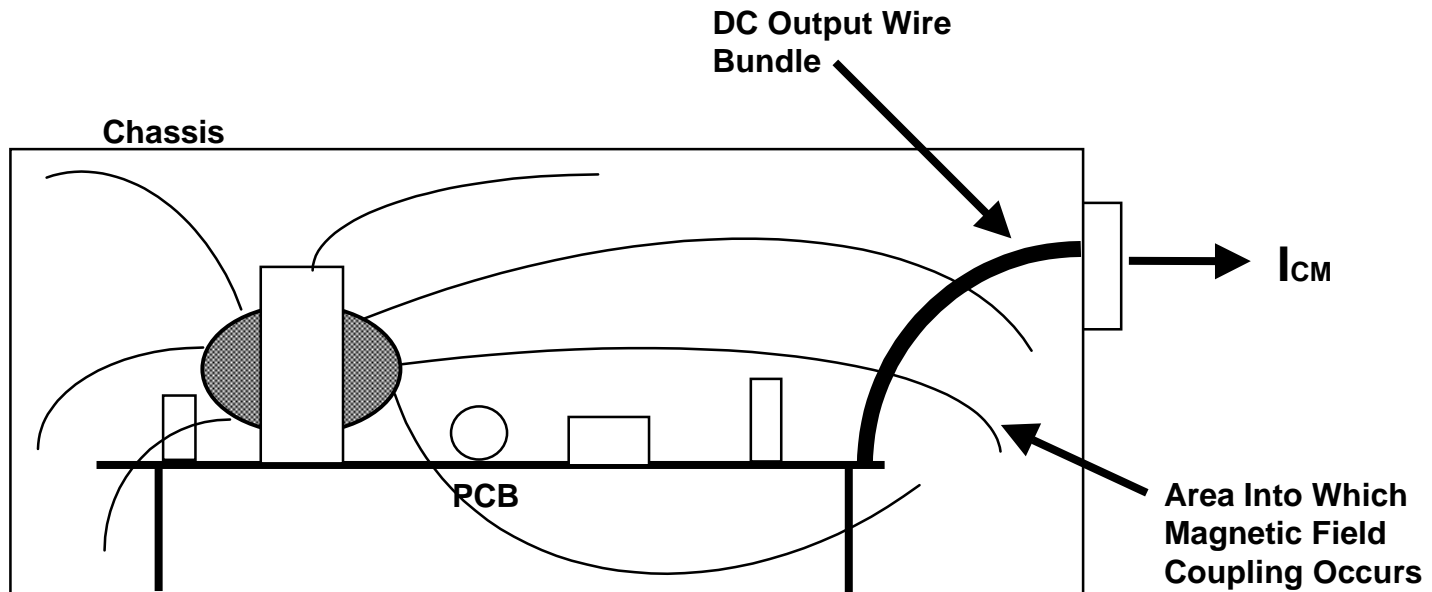 DC Output Wire
Bundle
Chassis
ICM
PCB
Area Into Which
Magnetic Field
Coupling Occurs